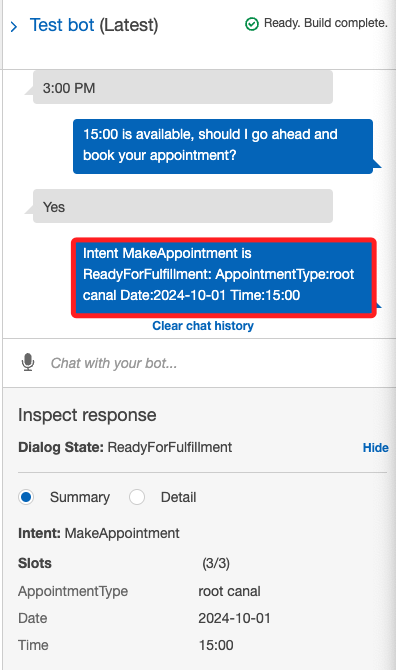 Test bot (Latest)
Ready. Build complete.
3:00 PM
15:00 is available, should I go ahead and
book your appointment?
Yes
Intent MakeAppointment is
ReadyForFulfillment: AppointmentType:root
canal Date:2024-10-01 Time:15:00
Clear chat history
Chat with your bot...
Inspect response
Dialog State: ReadyForFulfillment
Hide
Summary
Detail
Intent: MakeAppointment
Slots (3/3)
AppointmentType root canal
Date 2024-10-01
Time 15:00